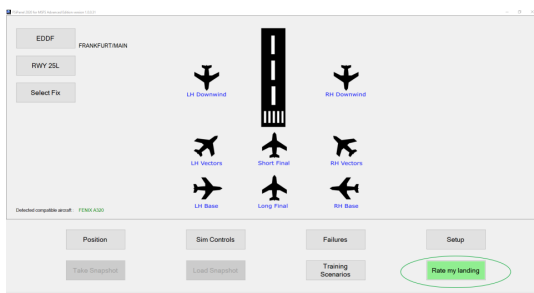 EDDF
FRANKFURT/MAIN
RWY 25L
Select Fix
LH Downwind
RH Downwind
LH Vectors
Short Final
RH Vectors
LH Base
Long Final
RH Base
Detected compatible aircraft: FENIX A320
Position
Sim Controls
Failures
Setup
Take Snapshot
Load Snapshot
Training
Scenarios
Rate my landing